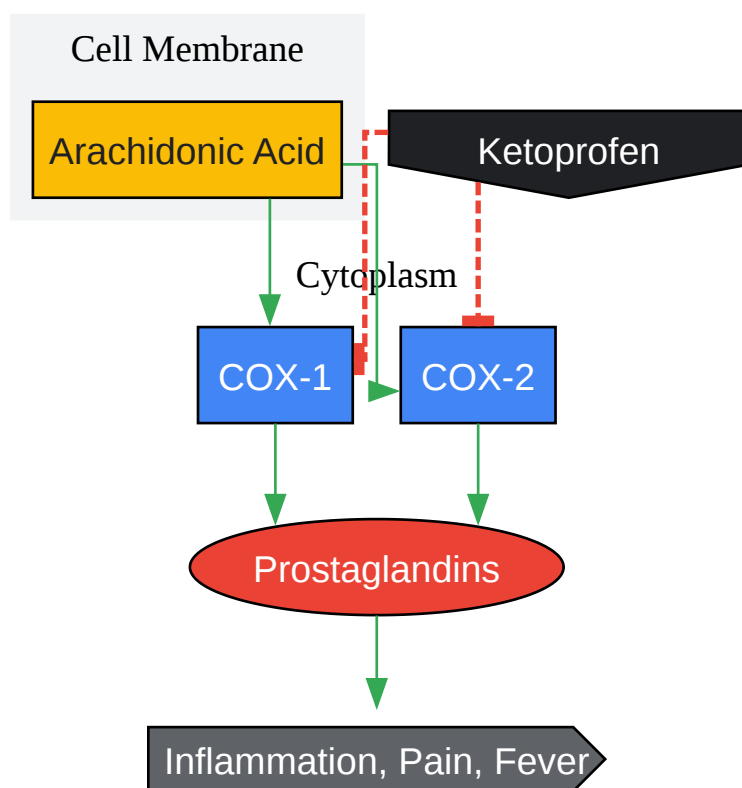 Cell Membrane
Arachidonic Acid
Ketoprofen
Cytoplasm
COX-1
COX-2
Prostaglandins
Inflammation, Pain, Fever